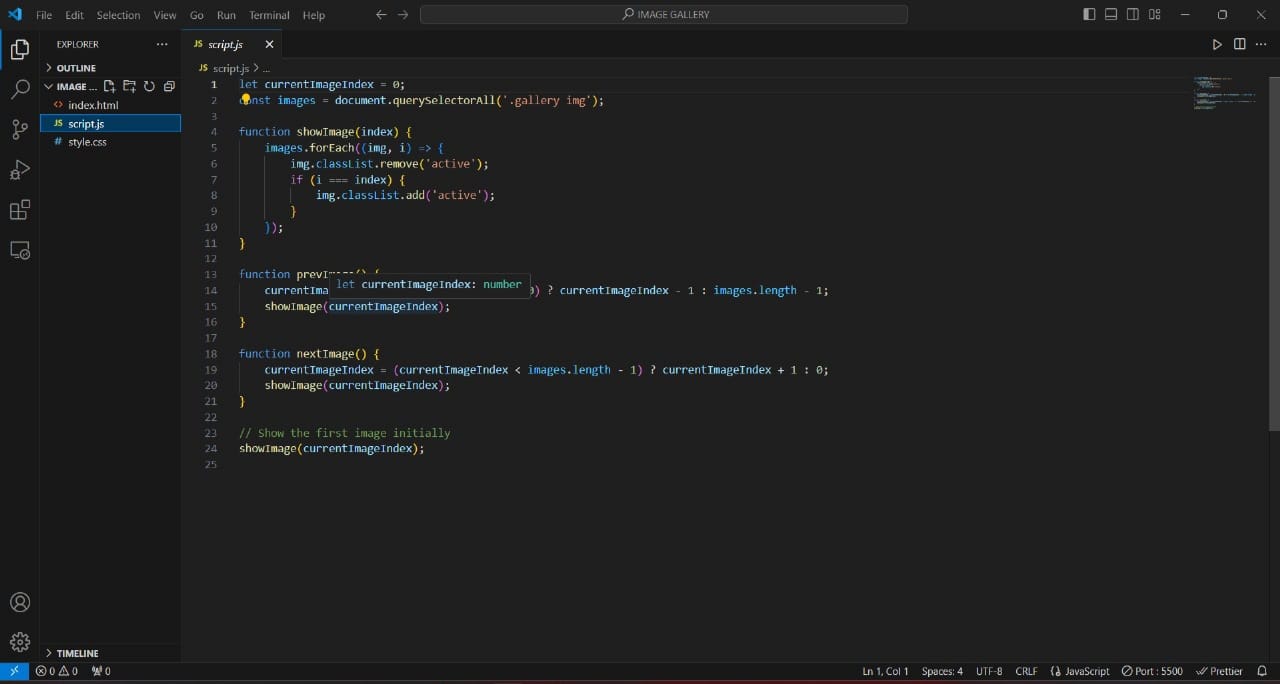 File Edit Selection View Go Run Terminal Help
IMAGE GALLERY
EXPLORER
OUTLINE
IMAGE ...
index.html
JS script.js
# style.css
TIMELINE
JS script.js
JS script.js > ...
1 let currentImageIndex = 0;
2 const images = document.querySelectorAll('.gallery img');
3
4 function showImage(index) {
5 images.forEach((img, i) => {
6 img.classList.remove('active');
7 if (i === index) {
8 img.classList.add('active');
9 }
10 });
11 }
12
13 function prevImage() {
let currentImageIndex: number
14 currentIma 0) ? currentImageIndex - 1 : images.length - 1;
15 showImage(currentImageIndex);
16 }
17
18 function nextImage() {
19 currentImageIndex = (currentImageIndex < images.length - 1) ? currentImageIndex + 1 : 0;
20 showImage(currentImageIndex);
21 }
22
23 // Show the first image initially
24 showImage(currentImageIndex);
25
0 0 0 Ln 1, Col 1 Spaces: 4 UTF-8 CRLF {} JavaScript Port : 5500 Prettier